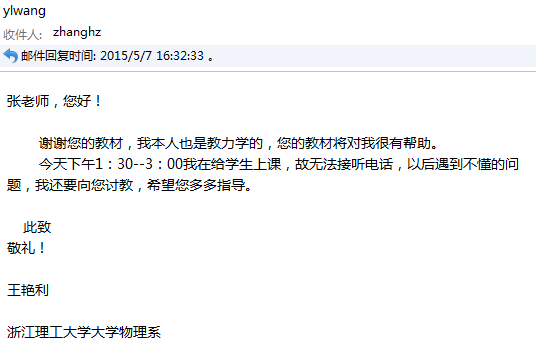 ylwang
收件人: zhanghz
邮件回复时间: 2015/5/7 16:32:33 。
张老师，您好！
谢谢您的教材，我本人也是教力学的，您的教材将对我很有帮助。
今天下午1：30--3：00我在给学生上课，故无法接听电话，以后遇到不懂的问
题，我还要向您讨教，希望您多多指导。
此致
敬礼！
王艳利
浙江理工大学大学物理系